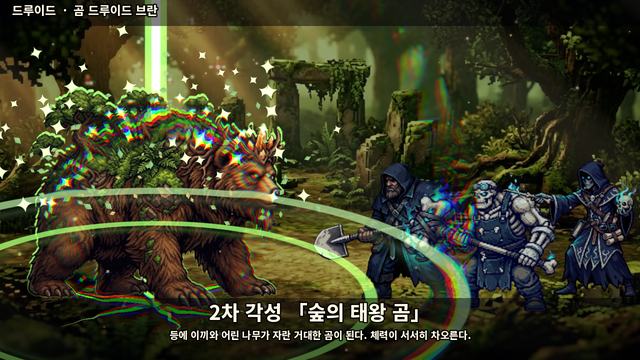 드루이드 · 곰 드루이드 브란
2차 각성 「숲의 태왕 곰」
등에 이끼와 어린 나무가 자란 거대한 곰이 된다. 체력이 서서히 차오른다.